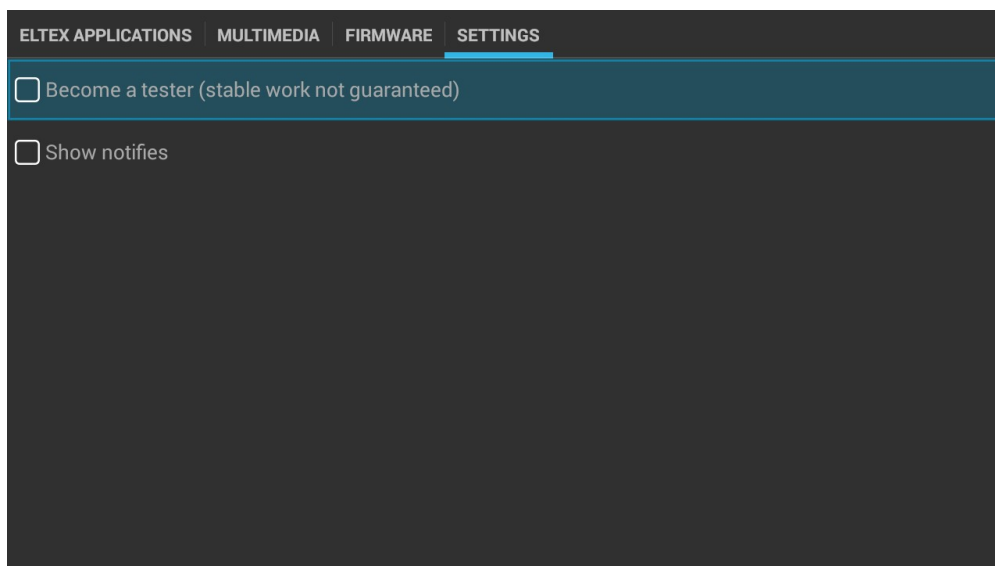 ELTEX APPLICATIONS MULTIMEDIA FIRMWARE SETTINGS
Become a tester (stable work not guaranteed)
Show notifies